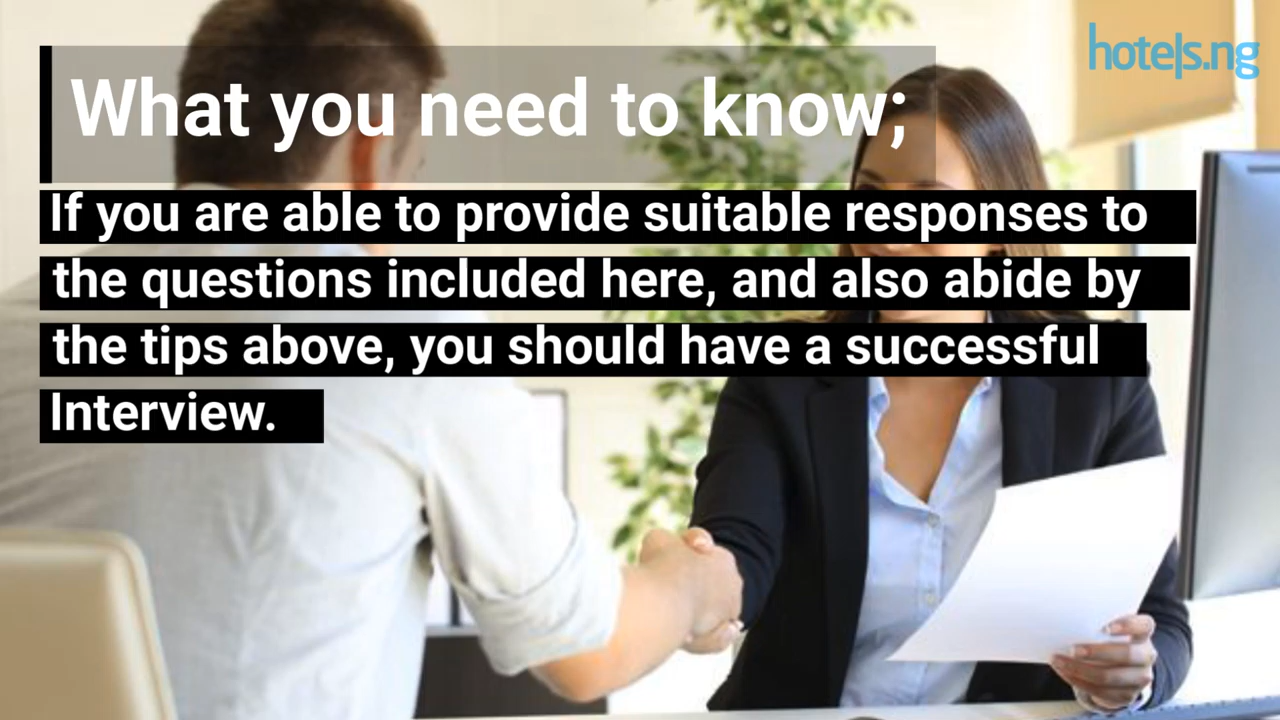 hotels.ng
What you need to know;
If you are able to provide suitable responses to
the questions included here, and also abide by
the tips above, you should have a successful
Interview.